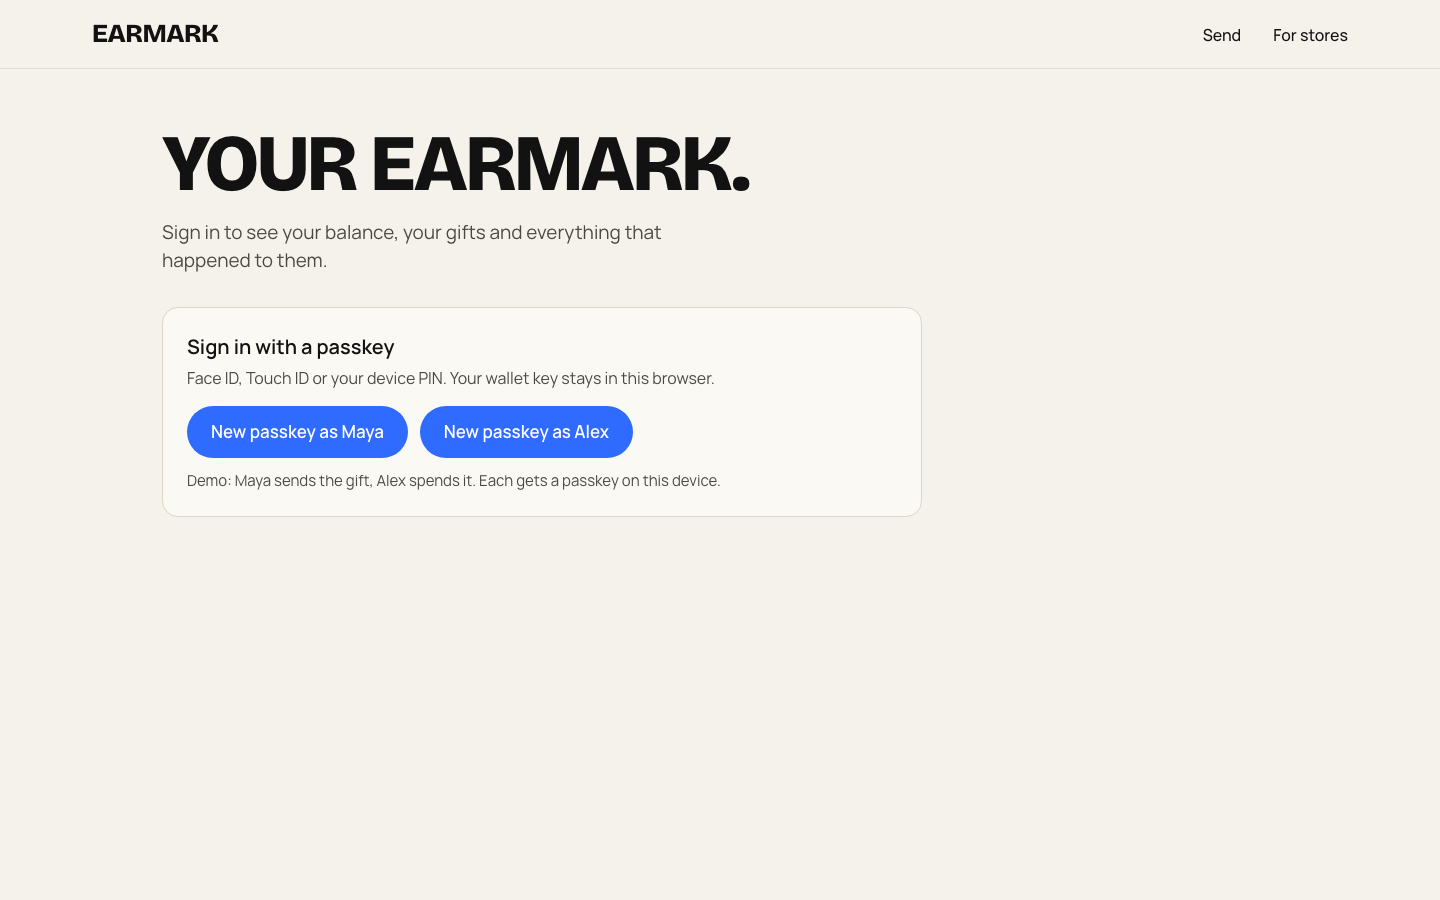 EARMARK
Send
For stores
YOUR EARMARK.
Sign in to see your balance, your gifts and everything that
happened to them.
Sign in with a passkey
Face ID, Touch ID or your device PIN. Your wallet key stays in this browser.
New passkey as Maya
New passkey as Alex
Demo: Maya sends the gift, Alex spends it. Each gets a passkey on this device.